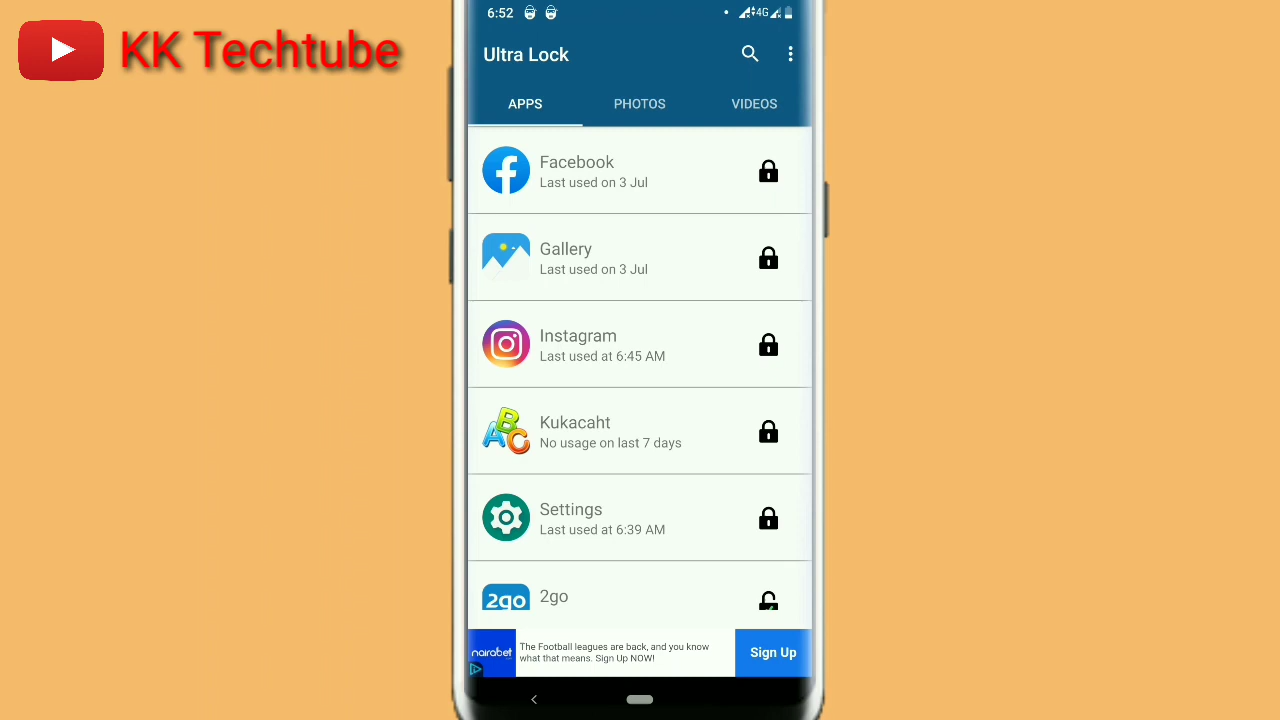 KK Techtube
6:52
4G
Ultra Lock
APPS PHOTOS VIDEOS
Facebook
Last used on 3 Jul
Gallery
Last used on 3 Jul
Instagram
Last used at 6:45 AM
ABC
Kukacaht
No usage on last 7 days
Settings
Last used at 6:39 AM
2go
2go
nairabet
The Football leagues are back, and you know
what that means. Sign Up NOW!
Sign Up